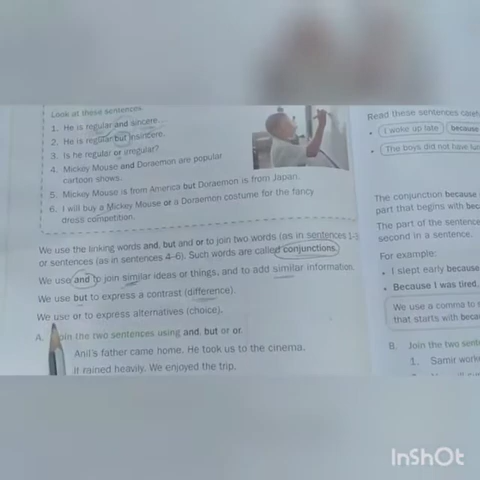 Look at these sentences.
1. He is regular and sincere.
2. He is regular but insincere.
3. Is he regular or irregular?
4. Mickey Mouse and Doraemon are popular
cartoon shows.
5. Mickey Mouse is from America but Doraemon is from Japan.
6. I will buy a Mickey Mouse or a Doraemon costume for the fancy
dress competition.
We use the linking words and, but and or to join two words (as in sentences 1-3)
or sentences (as in sentences 4-6). Such words are called conjunctions.
We use and to join similar ideas or things, and to add similar information.
We use but to express a contrast (difference).
We use or to express alternatives (choice).
A. Join the two sentences using and, but or or.
Anil's father came home. He took us to the cinema.
It rained heavily. We enjoyed the trip.
Read these sentences
I woke up late because
The boys did not have
The conjunction because
part that begins with
The part of the sentence
second in a sentence.
For example:
I slept early because
Because I was tired,
We use a comma to
that starts with
B. Join the two
1. Samir
InShOt